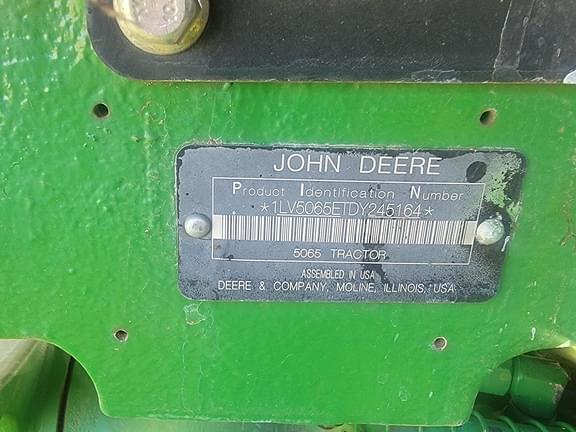 JOHN DEERE
Product Identification Number
*1LV5065ETDY245164*
5065 TRACTOR
ASSEMBLED IN USA
DEERE & COMPANY, MOLINE, ILLINOIS, USA